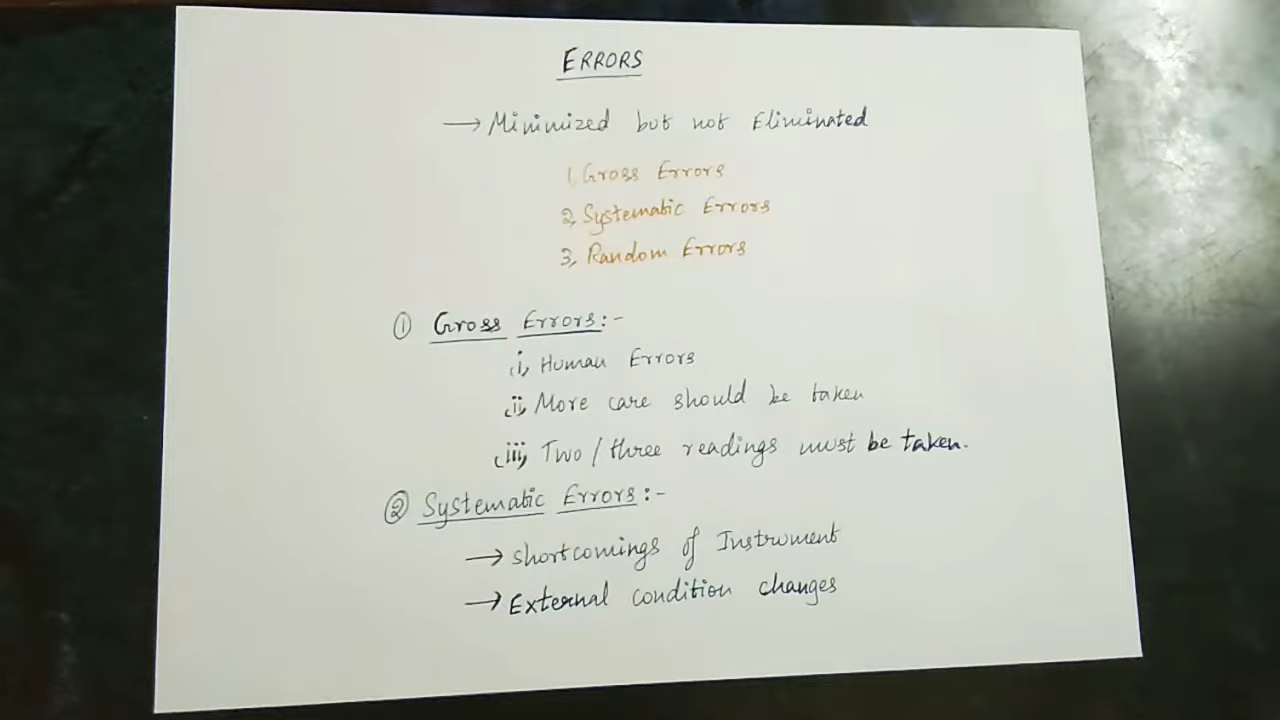 ERRORS
→ Minimized but not Eliminated
1, Gross Errors
2, Systematic Errors
3, Random Errors
① Gross Errors:-
(i, Human Errors
(ii, More care should be taken
(iii, Two / three readings must be taken.
② Systematic Errors:-
→ shortcomings of Instrument
→ External condition changes